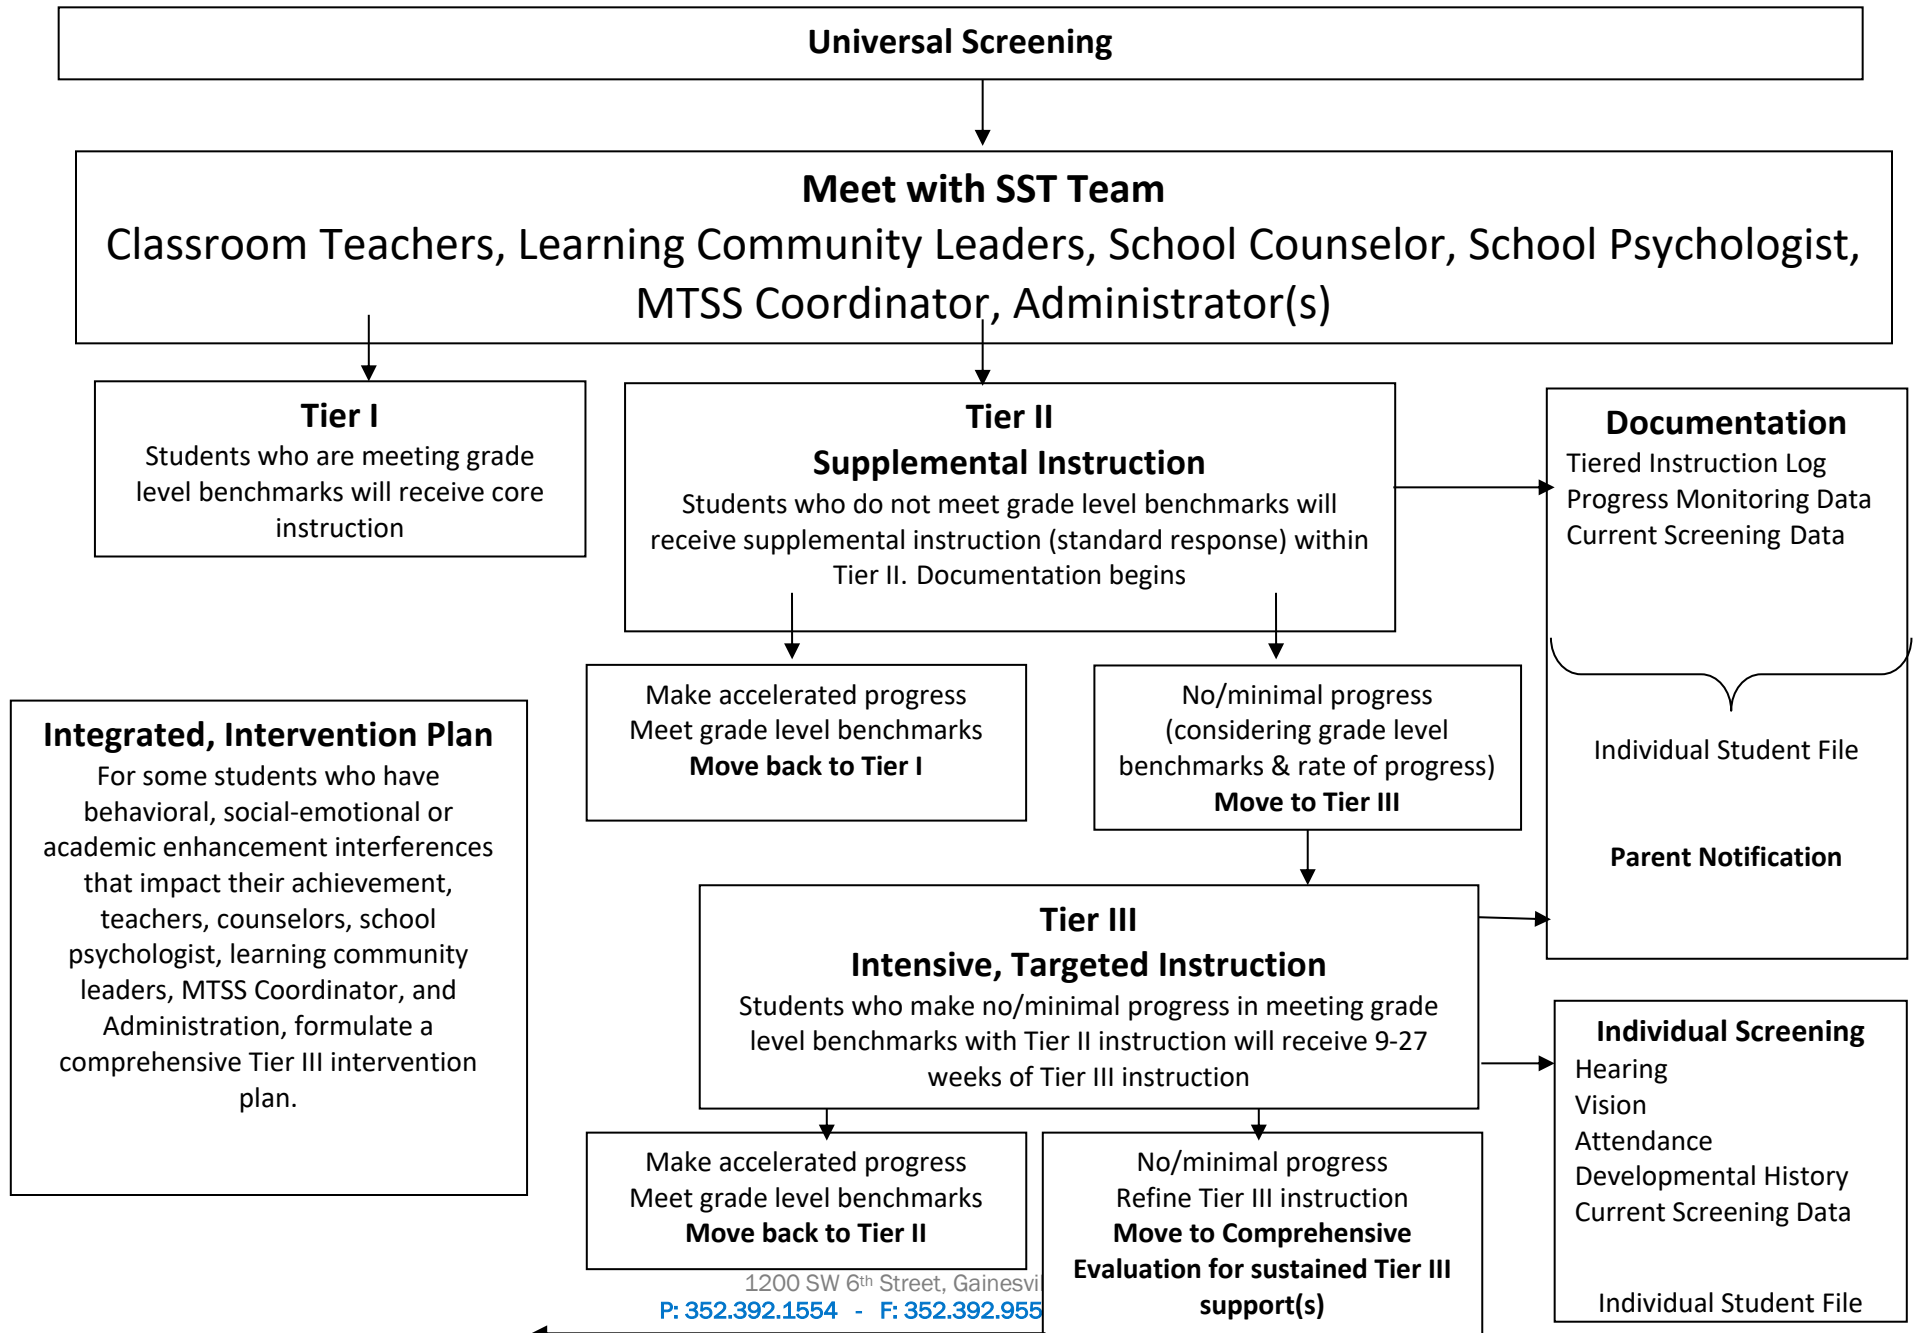 Universal Screening
Meet with SST Team
Classroom Teachers, Learning Community Leaders, School Counselor, School Psychologist,
MTSS Coordinator, Administrator(s)
Tier I
Students who are meeting grade
level benchmarks will receive core
instruction
Tier II
Supplemental Instruction
Students who do not meet grade level benchmarks will
receive supplemental instruction (standard response) within
Tier II. Documentation begins
Documentation
Tiered Instruction Log
Progress Monitoring Data
Current Screening Data
Individual Student File
Parent Notification
Make accelerated progress
Meet grade level benchmarks
Move back to Tier I
No/minimal progress
(considering grade level
benchmarks & rate of progress)
Move to Tier III
Integrated, Intervention Plan
For some students who have
behavioral, social-emotional or
academic enhancement interferences
that impact their achievement,
teachers, counselors, school
psychologist, learning community
leaders, MTSS Coordinator, and
Administration, formulate a
comprehensive Tier III intervention
plan.
Tier III
Intensive, Targeted Instruction
Students who make no/minimal progress in meeting grade
level benchmarks with Tier II instruction will receive 9-27
weeks of Tier III instruction
Individual Screening
Hearing
Vision
Attendance
Developmental History
Current Screening Data
Individual Student File
Make accelerated progress
Meet grade level benchmarks
Move back to Tier II
No/minimal progress
Refine Tier III instruction
Move to Comprehensive
Evaluation for sustained Tier III
support(s)
1200 SW 6th Street,
P: 352.392.1554 - F: 352.392.955